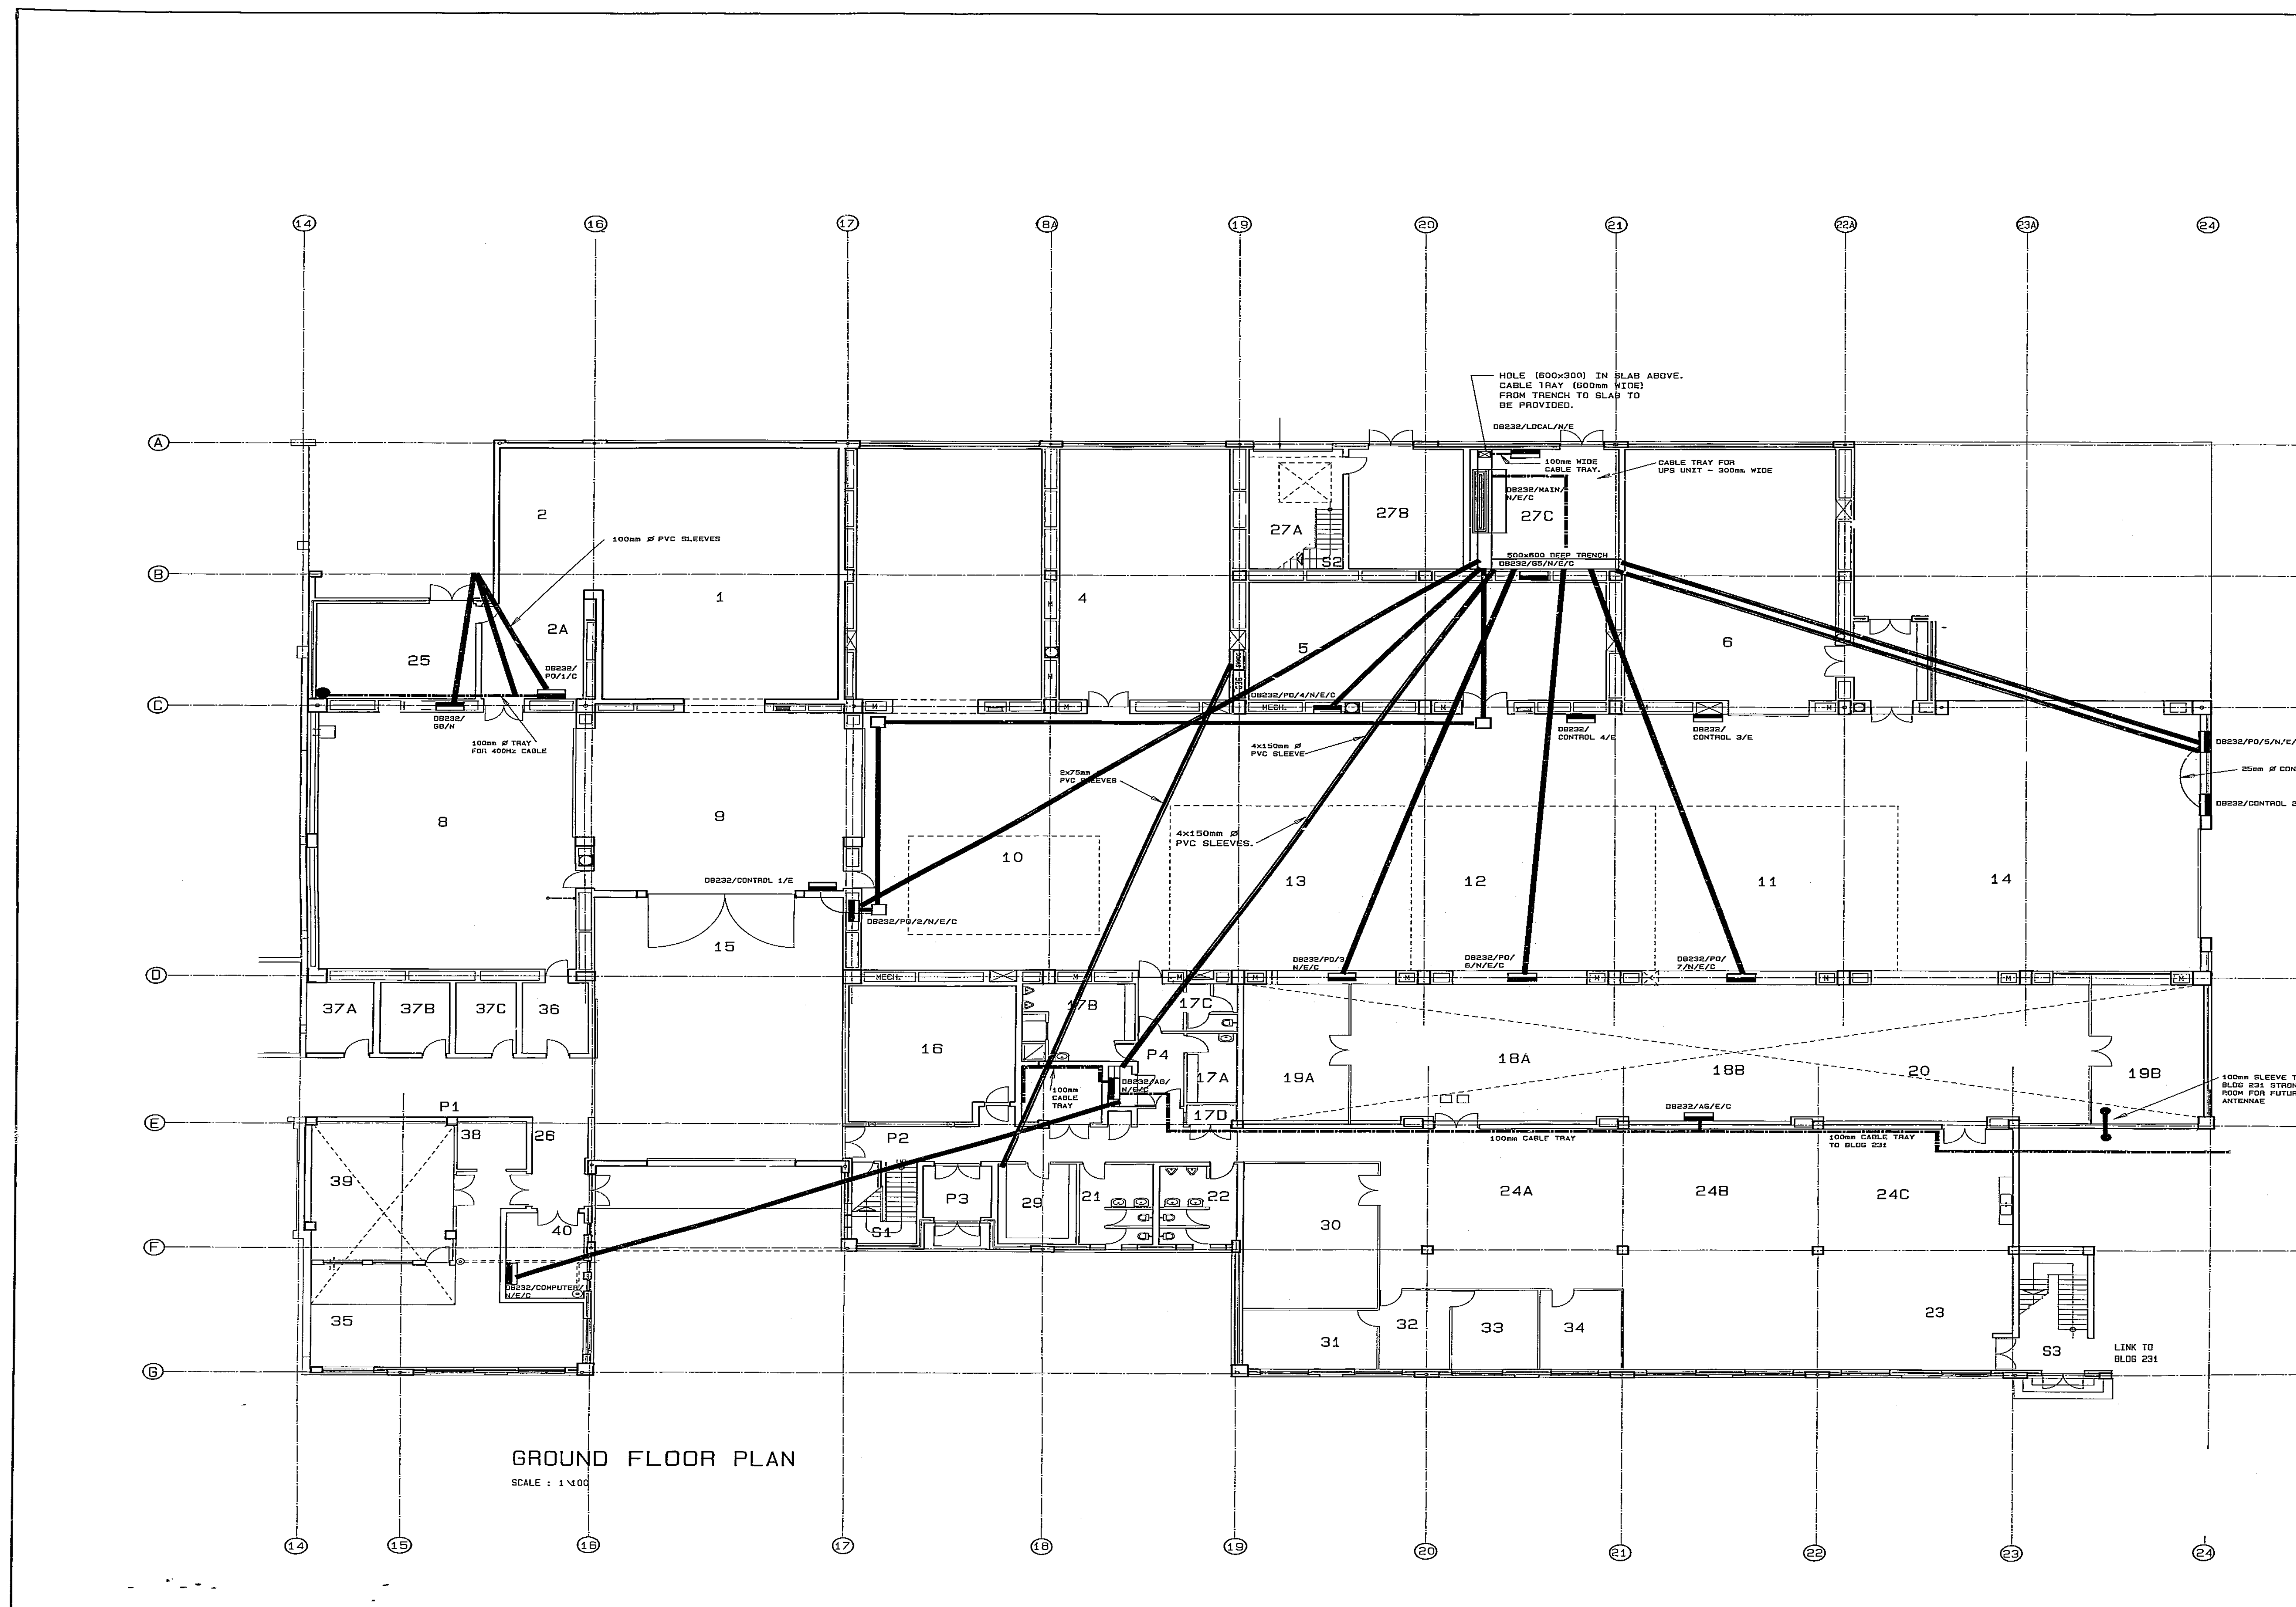 14
16
17
18A
19
20
21
22A
23A
24
HOLE (600x300) IN SLAB ABOVE.
CABLE TRAY (600mm WIDE)
FROM TRENCH TO SLAB TO
BE PROVIDED.
DB232/LOCAL/N/E
A
100mm WIDE
CABLE TRAY.
CABLE TRAY FOR
UPS UNIT - 300mm WIDE
DB232/MAIN/
N/E/C
2
27A
27B
27C
100mm Ø PVC SLEEVES
S2
500x600 DEEP TRENCH
DB232/G5/N/E/C
B
1
4
2A
25
5
6
DB232/
PO/1/C
DB232/PO/4/N/E/C
C
MECH.
M
M
M
M
M
M
M
DB232/
G8/N
100mm Ø TRAY
FOR 400Hz CABLE
4x150mm Ø
PVC SLEEVE
DB232/
CONTROL 4/E
DB232/
CONTROL 3/E
DB232/PO/5/N/E/
2x75mm
PVC SLEEVES
25mm Ø CON
DB232/CONTROL 2
8
9
4x150mm Ø
PVC SLEEVES.
10
DB232/CONTROL 1/E
13
12
11
14
DB232/PO/2/N/E/C
15
DB232/PO/3
N/E/C
DB232/PO/
6/N/E/C
DB232/PO/
7/N/E/C
D
MECH.
M
M
M
M
M
M
M
M
37A
37B
37C
36
17B
17C
16
P4
18A
18B
20
19A
19B
17A
DB232/AG/
N/E/C
100mm
CABLE
TRAY
100mm SLEEVE T
BLDG 231 STRON
ROOM FOR FUTUR
ANTENNAE
P1
17D
DB232/AG/E/C
E
38
26
P2
100mm CABLE TRAY
100mm CABLE TRAY
TO BLDG 231
39
P3
29
21
22
24A
24B
24C
40
S1
30
F
DB232/COMPUTER/
N/E/C
35
31
32
33
34
23
S3
LINK TO
BLDG 231
G
GROUND FLOOR PLAN
SCALE : 1\100
14
15
16
17
18
19
20
21
22
23
24